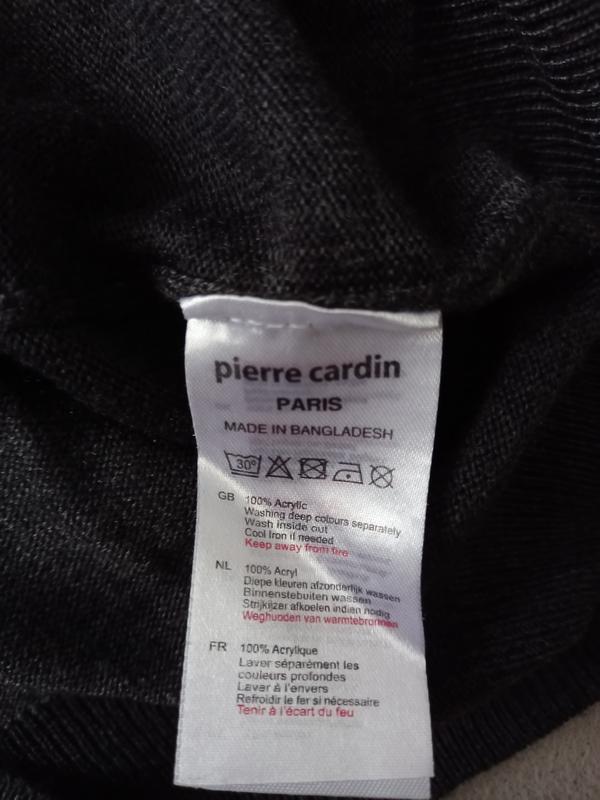 pierre cardin
PARIS
MADE IN BANGLADESH
30°
GB 100% Acrylic
Washing deep colours separately
Wash inside out
Cool Iron if needed
Keep away from fire
NL 100% Acryl
Diepe kleuren afzonderlijk wassen
Binnenstebuiten wassen
Strijkijzer afkoelen indien nodig
Weghuoden van warmtebronnen
FR 100% Acrylique
Laver séparément les
couleurs profondes
Laver à l'envers
Refroidir le fer si nécessaire
Tenir à l'écart du feu